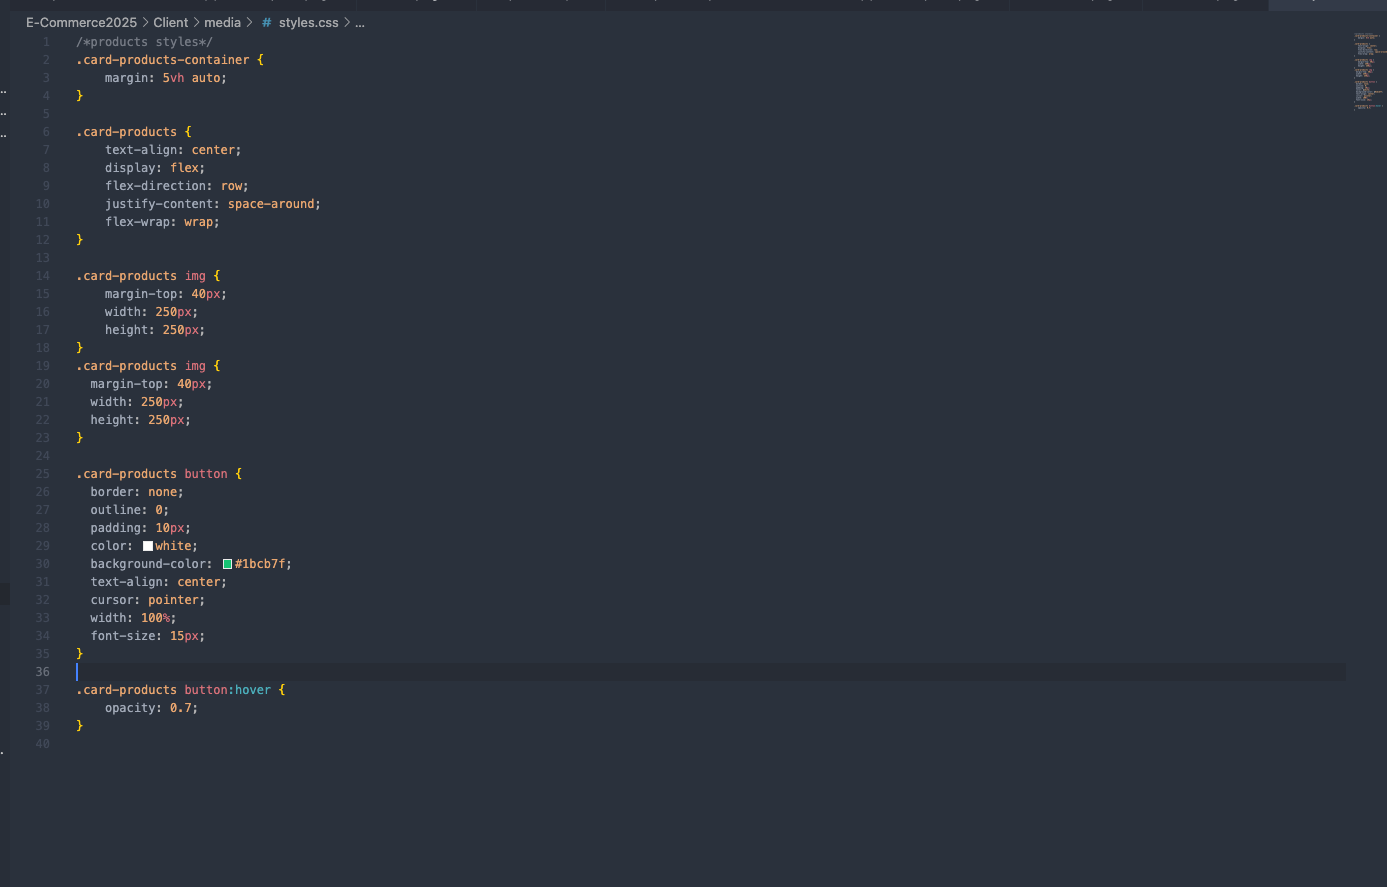 E-Commerce2025 > Client > media > # styles.css > ...
1 /*products styles*/
2 .card-products-container {
3     margin: 5vh auto;
4 }
5
6 .card-products {
7     text-align: center;
8     display: flex;
9     flex-direction: row;
10     justify-content: space-around;
11     flex-wrap: wrap;
12 }
13
14 .card-products img {
15     margin-top: 40px;
16     width: 250px;
17     height: 250px;
18 }
19 .card-products img {
20   margin-top: 40px;
21   width: 250px;
22   height: 250px;
23 }
24
25 .card-products button {
26   border: none;
27   outline: 0;
28   padding: 10px;
29   color: white;
30   background-color: #1bcb7f;
31   text-align: center;
32   cursor: pointer;
33   width: 100%;
34   font-size: 15px;
35 }
36
37 .card-products button:hover {
38     opacity: 0.7;
39 }
40